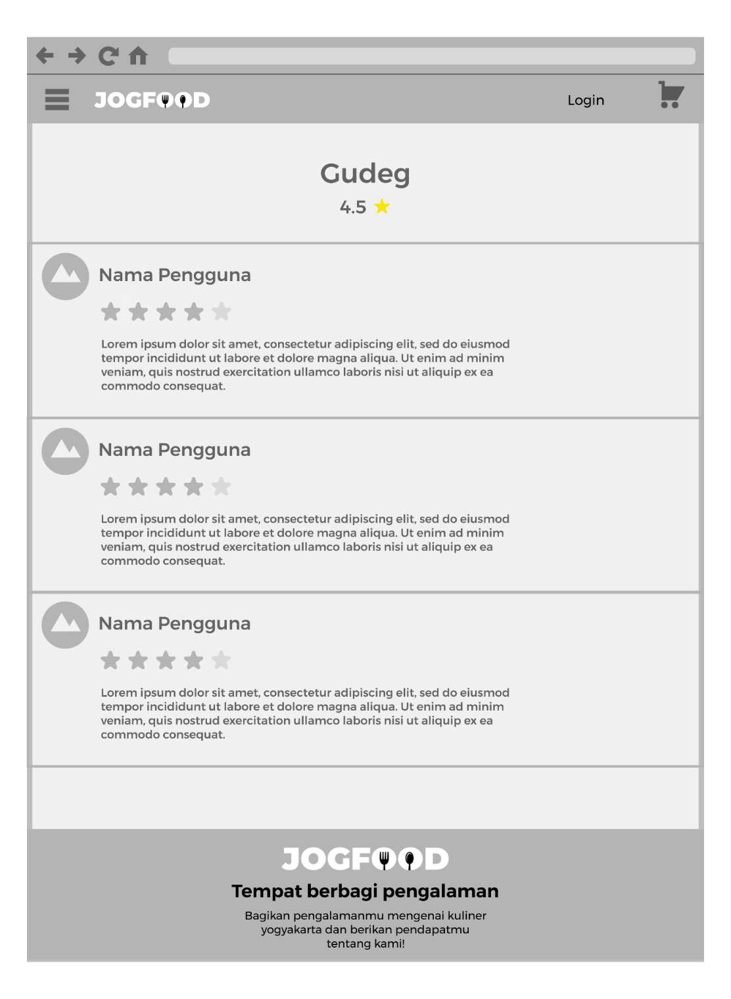 JOGFOOD
Login
Gudeg
4.5
Nama Pengguna
Lorem ipsum dolor sit amet, consectetur adipiscing elit, sed do eiusmod
tempor incididunt ut labore et dolore magna aliqua. Ut enim ad minim
veniam, quis nostrud exercitation ullamco laboris nisi ut aliquip ex ea
commodo consequat.
Nama Pengguna
Lorem ipsum dolor sit amet, consectetur adipiscing elit, sed do eiusmod
tempor incididunt ut labore et dolore magna aliqua. Ut enim ad minim
veniam, quis nostrud exercitation ullamco laboris nisi ut aliquip ex ea
commodo consequat.
Nama Pengguna
Lorem ipsum dolor sit amet, consectetur adipiscing elit, sed do eiusmod
tempor incididunt ut labore et dolore magna aliqua. Ut enim ad minim
veniam, quis nostrud exercitation ullamco laboris nisi ut aliquip ex ea
commodo consequat.
JOGFOOD
Tempat berbagi pengalaman
Bagikan pengalamanmu mengenai kuliner
yogyakarta dan berikan pendapatmu
tentang kami!